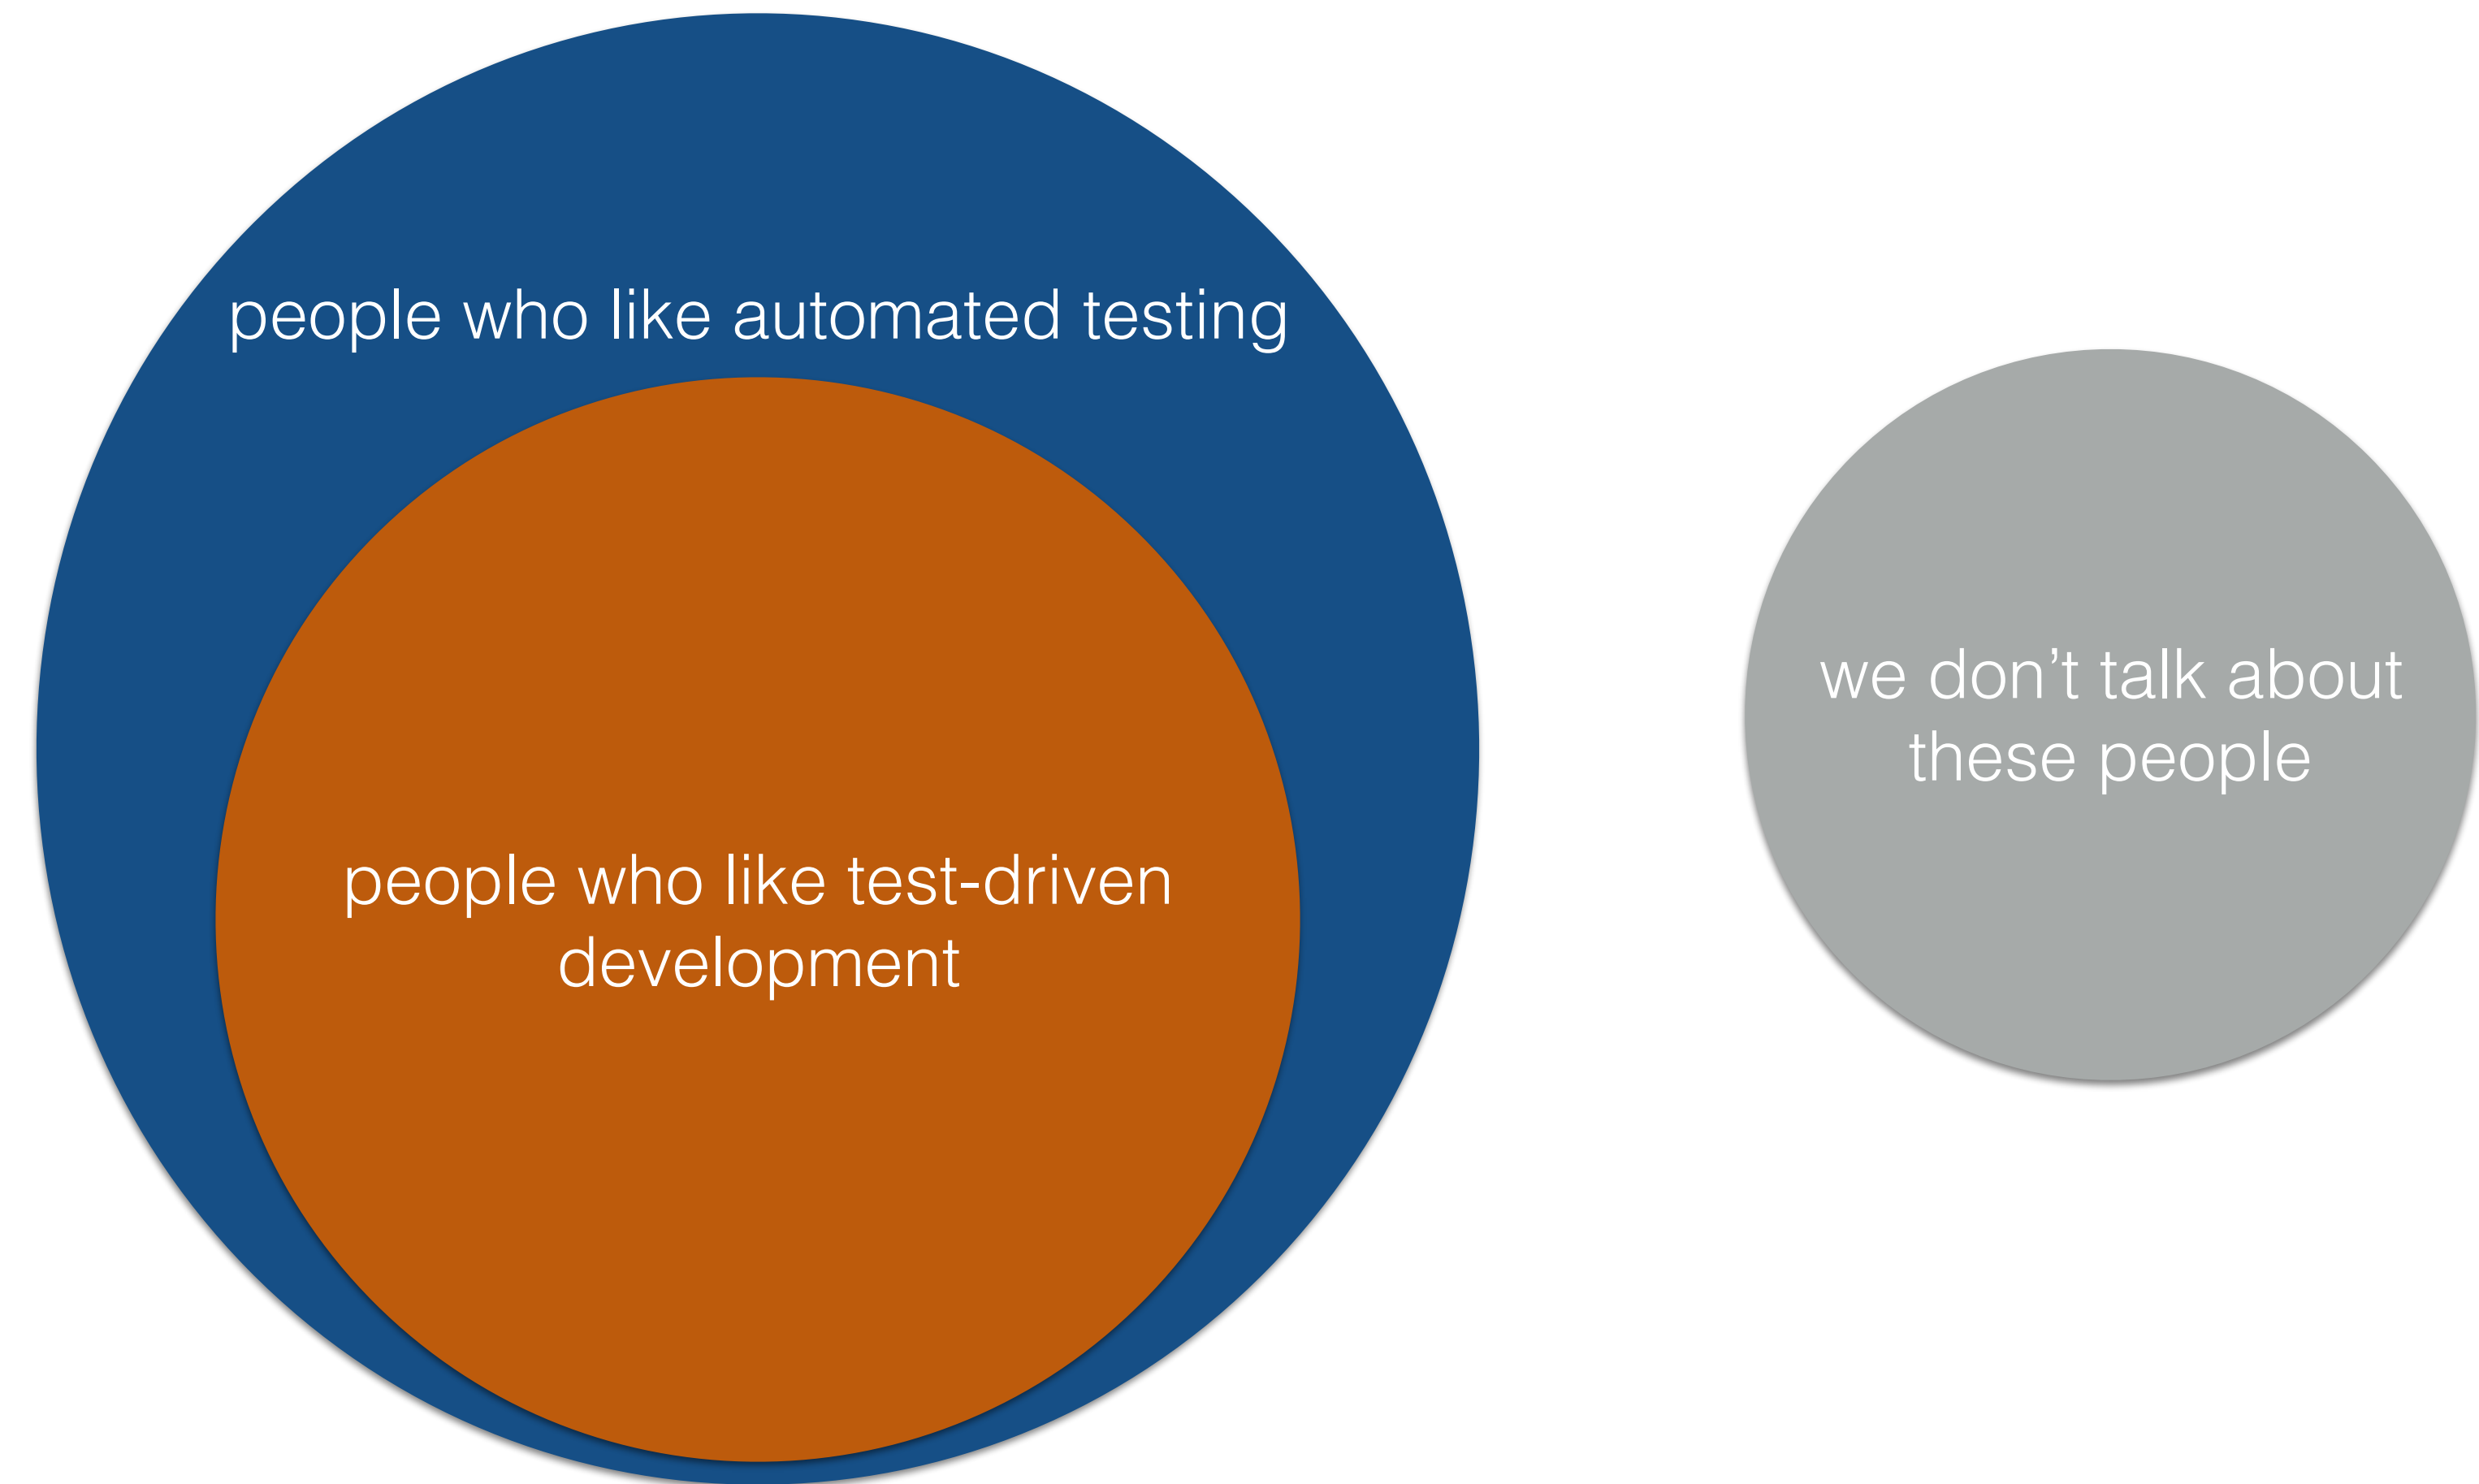 people who like automated testing
people who like test-driven
development
we don’t talk about
these people